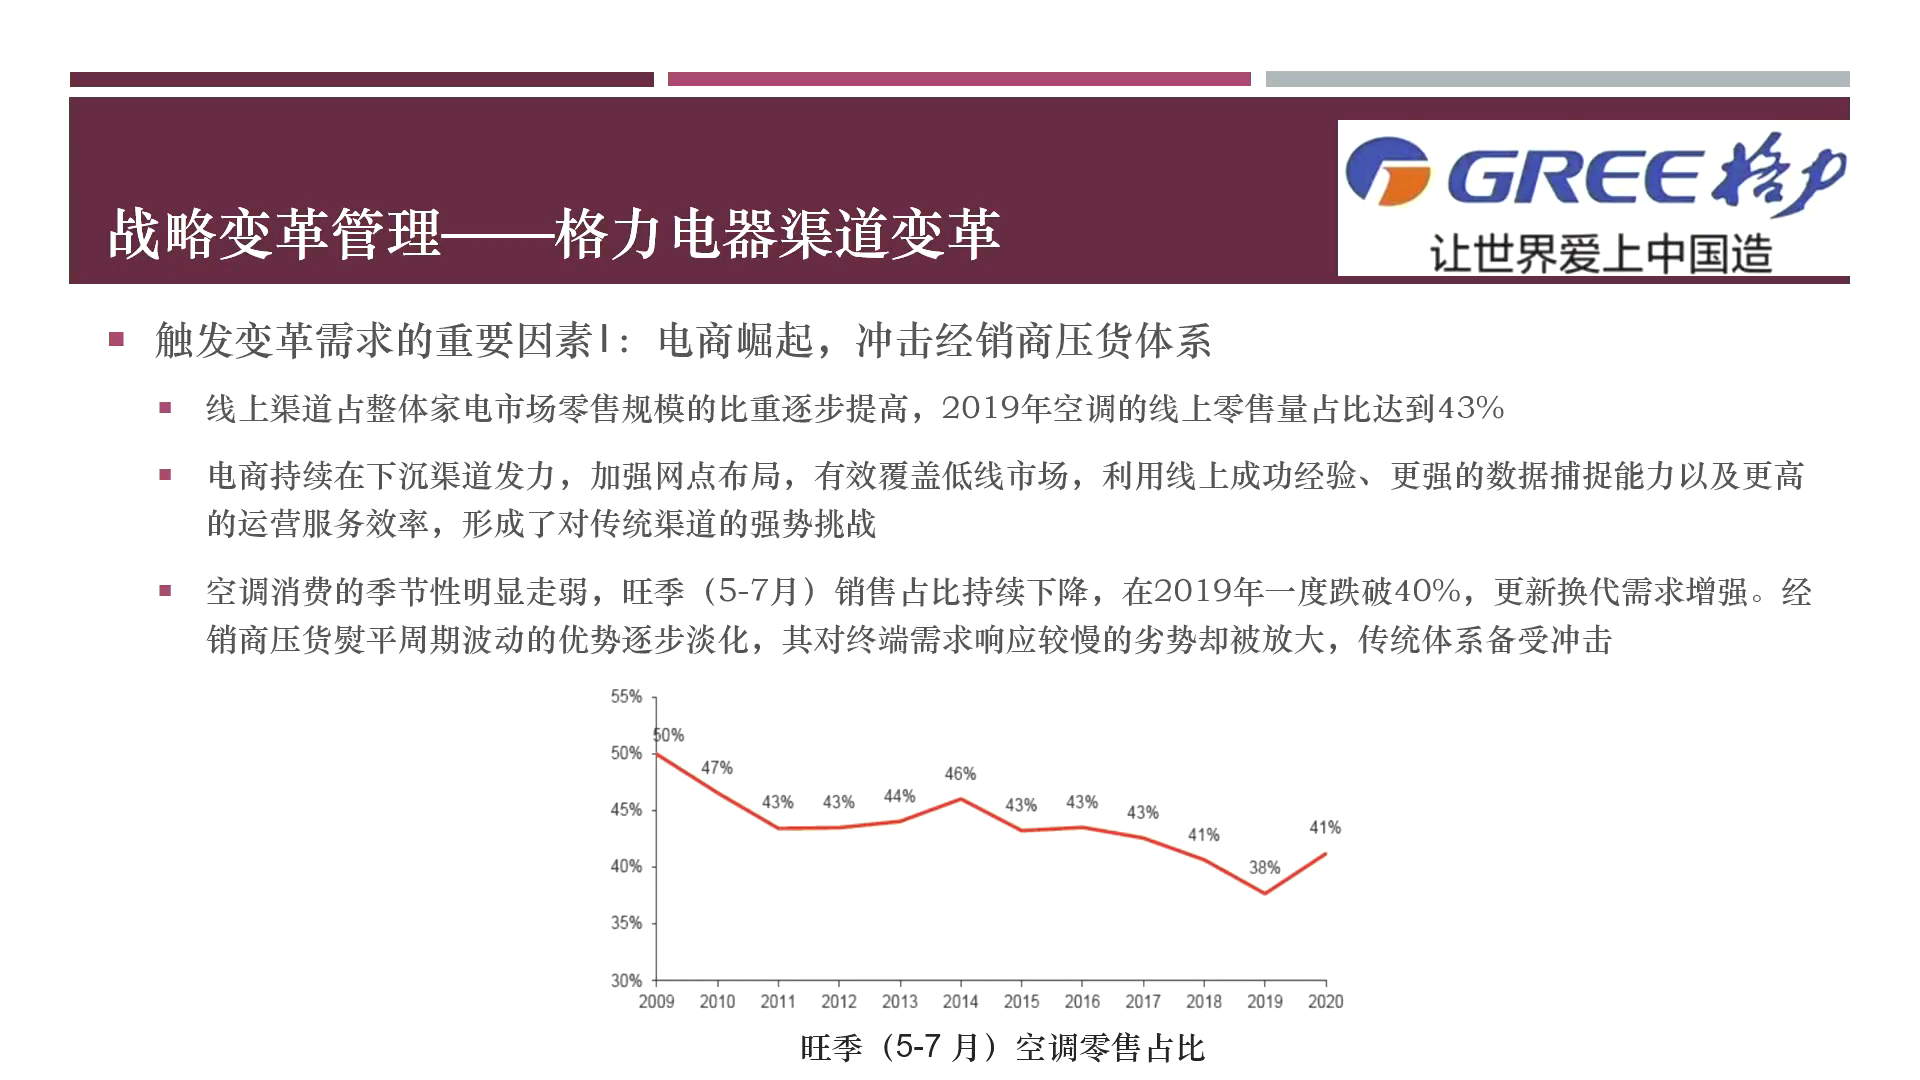 GREE格力
让世界爱上中国造
战略变革管理——格力电器渠道变革
触发变革需求的重要因素I：电商崛起，冲击经销商压货体系
线上渠道占整体家电市场零售规模的比重逐步提高，2019年空调的线上零售量占比达到43%
电商持续在下沉渠道发力，加强网点布局，有效覆盖低线市场，利用线上成功经验、更强的数据捕捉能力以及更高
的运营服务效率，形成了对传统渠道的强势挑战
空调消费的季节性明显走弱，旺季（5-7月）销售占比持续下降，在2019年一度跌破40%，更新换代需求增强。经
销商压货熨平周期波动的优势逐步淡化，其对终端需求响应较慢的劣势却被放大，传统体系备受冲击
55%
50%
45%
40%
35%
30%
50%
47%
43%
43%
44%
46%
43%
43%
43%
41%
38%
41%
2009 2010 2011 2012 2013 2014 2015 2016 2017 2018 2019 2020
旺季（5-7 月）空调零售占比